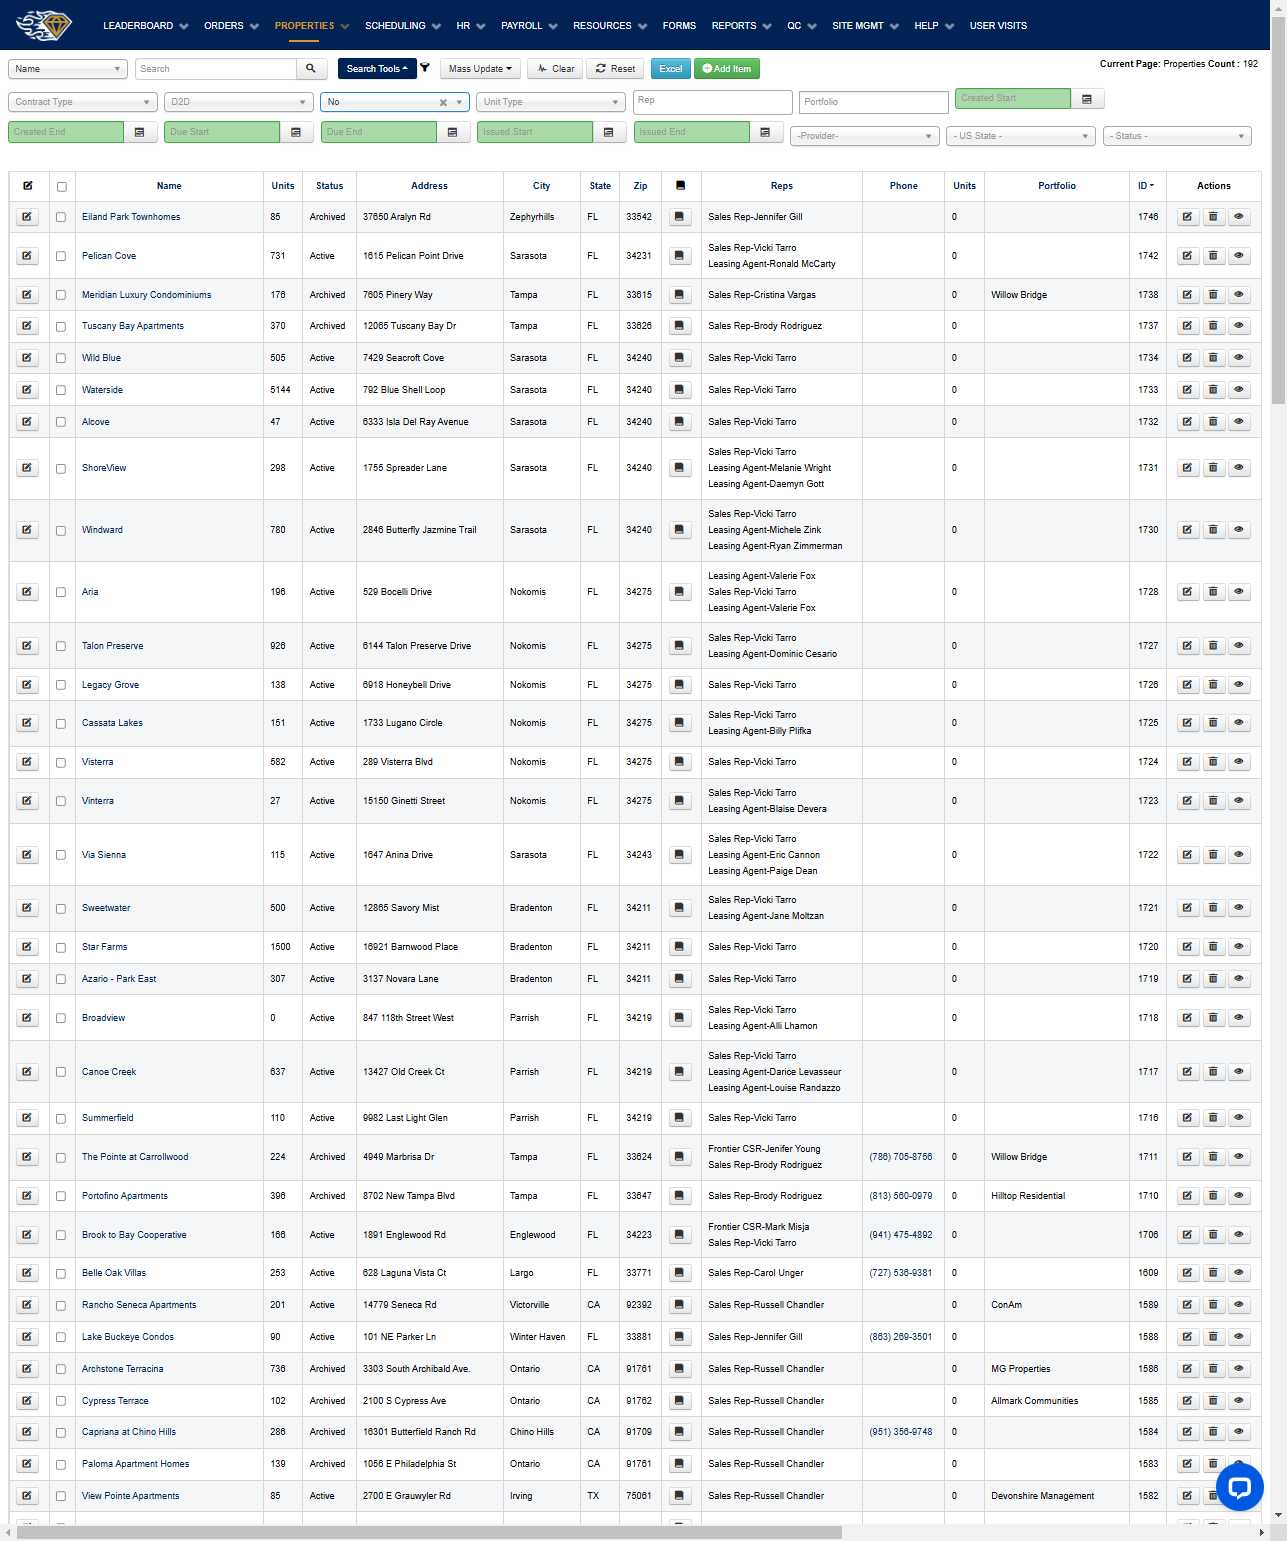 LEADERBOARD ORDERS PROPERTIES SCHEDULING HR PAYROLL RESOURCES FORMS REPORTS QC SITE MGMT HELP USER VISITS
Name Search Search Tools Mass Update Clear Reset Excel Add Item Current Page: Properties Count : 192
Contract Type D2D No Unit Type Rep Portfolio Created Start
Created End Due Start Due End Issued Start Issued End -Provider- - US State - - Status -
Name Units Status Address City State Zip Reps Phone Units Portfolio ID Actions
Eiland Park Townhomes 85 Archived 37650 Aralyn Rd Zephyrhills FL 33542 Sales Rep-Jennifer Gill 0 1746
Pelican Cove 731 Active 1615 Pelican Point Drive Sarasota FL 34231 Sales Rep-Vicki Tarro 0 1742
Leasing Agent-Ronald McCarty
Meridian Luxury Condominiums 176 Archived 7605 Pinery Way Tampa FL 33615 Sales Rep-Cristina Vargas 0 Willow Bridge 1738
Tuscany Bay Apartments 370 Archived 12065 Tuscany Bay Dr Tampa FL 33626 Sales Rep-Brody Rodriguez 0 1737
Wild Blue 505 Active 7429 Seacroft Cove Sarasota FL 34240 Sales Rep-Vicki Tarro 0 1734
Waterside 5144 Active 792 Blue Shell Loop Sarasota FL 34240 Sales Rep-Vicki Tarro 0 1733
Alcove 47 Active 6333 Isla Del Ray Avenue Sarasota FL 34240 Sales Rep-Vicki Tarro 0 1732
ShoreView 298 Active 1755 Spreader Lane Sarasota FL 34240 Sales Rep-Vicki Tarro 0 1731
Leasing Agent-Melanie Wright
Leasing Agent-Daemyn Gott
Windward 780 Active 2846 Butterfly Jazmine Trail Sarasota FL 34240 Sales Rep-Vicki Tarro 0 1730
Leasing Agent-Michele Zink
Leasing Agent-Ryan Zimmerman
Aria 196 Active 529 Bocelli Drive Nokomis FL 34275 Leasing Agent-Valerie Fox 0 1728
Sales Rep-Vicki Tarro
Leasing Agent-Valerie Fox
Talon Preserve 926 Active 6144 Talon Preserve Drive Nokomis FL 34275 Sales Rep-Vicki Tarro 0 1727
Leasing Agent-Dominic Cesario
Legacy Grove 138 Active 6918 Honeybell Drive Nokomis FL 34275 Sales Rep-Vicki Tarro 0 1726
Cassata Lakes 151 Active 1733 Lugano Circle Nokomis FL 34275 Sales Rep-Vicki Tarro 0 1725
Leasing Agent-Billy Plifka
Visterra 582 Active 289 Visterra Blvd Nokomis FL 34275 Sales Rep-Vicki Tarro 0 1724
Vinterra 27 Active 15150 Ginetti Street Nokomis FL 34275 Sales Rep-Vicki Tarro 0 1723
Leasing Agent-Blaise Devera
Via Sienna 115 Active 1647 Anina Drive Sarasota FL 34243 Sales Rep-Vicki Tarro 0 1722
Leasing Agent-Eric Cannon
Leasing Agent-Paige Dean
Sweetwater 500 Active 12865 Savory Mist Bradenton FL 34211 Sales Rep-Vicki Tarro 0 1721
Leasing Agent-Jane Moltzan
Star Farms 1500 Active 16921 Barnwood Place Bradenton FL 34211 Sales Rep-Vicki Tarro 0 1720
Azario - Park East 307 Active 3137 Novara Lane Bradenton FL 34211 Sales Rep-Vicki Tarro 0 1719
Broadview 0 Active 847 118th Street West Parrish FL 34219 Sales Rep-Vicki Tarro 0 1718
Leasing Agent-Alli Lhamon
Canoe Creek 637 Active 13427 Old Creek Ct Parrish FL 34219 Sales Rep-Vicki Tarro 0 1717
Leasing Agent-Darice Levasseur
Leasing Agent-Louise Randazzo
Summerfield 110 Active 9982 Last Light Glen Parrish FL 34219 Sales Rep-Vicki Tarro 0 1716
The Pointe at Carrollwood 224 Archived 4949 Marbrisa Dr Tampa FL 33624 Frontier CSR-Jenifer Young (786) 705-8756 0 Willow Bridge 1711
Sales Rep-Brody Rodriguez
Portofino Apartments 396 Archived 8702 New Tampa Blvd Tampa FL 33647 Sales Rep-Brody Rodriguez (813) 560-0979 0 Hilltop Residential 1710
Brook to Bay Cooperative 166 Active 1891 Englewood Rd Englewood FL 34223 Frontier CSR-Mark Misja (941) 475-4892 0 1706
Sales Rep-Vicki Tarro
Belle Oak Villas 253 Active 628 Laguna Vista Ct Largo FL 33771 Sales Rep-Carol Unger (727) 536-9381 0 1609
Rancho Seneca Apartments 201 Active 14779 Seneca Rd Victorville CA 92392 Sales Rep-Russell Chandler 0 ConAm 1589
Lake Buckeye Condos 90 Active 101 NE Parker Ln Winter Haven FL 33881 Sales Rep-Jennifer Gill (863) 269-3501 0 1588
Archstone Terracina 736 Archived 3303 South Archibald Ave. Ontario CA 91761 Sales Rep-Russell Chandler 0 MG Properties 1586
Cypress Terrace 102 Archived 2100 S Cypress Ave Ontario CA 91762 Sales Rep-Russell Chandler 0 Allmark Communities 1585
Capriana at Chino Hills 286 Archived 16301 Butterfield Ranch Rd Chino Hills CA 91709 Sales Rep-Russell Chandler (951) 356-9748 0 1584
Paloma Apartment Homes 139 Archived 1056 E Philadelphia St Ontario CA 91761 Sales Rep-Russell Chandler 0 1583
View Pointe Apartments 85 Active 2700 E Grauwyler Rd Irving TX 75061 Sales Rep-Russell Chandler 0 Devonshire Management 1582